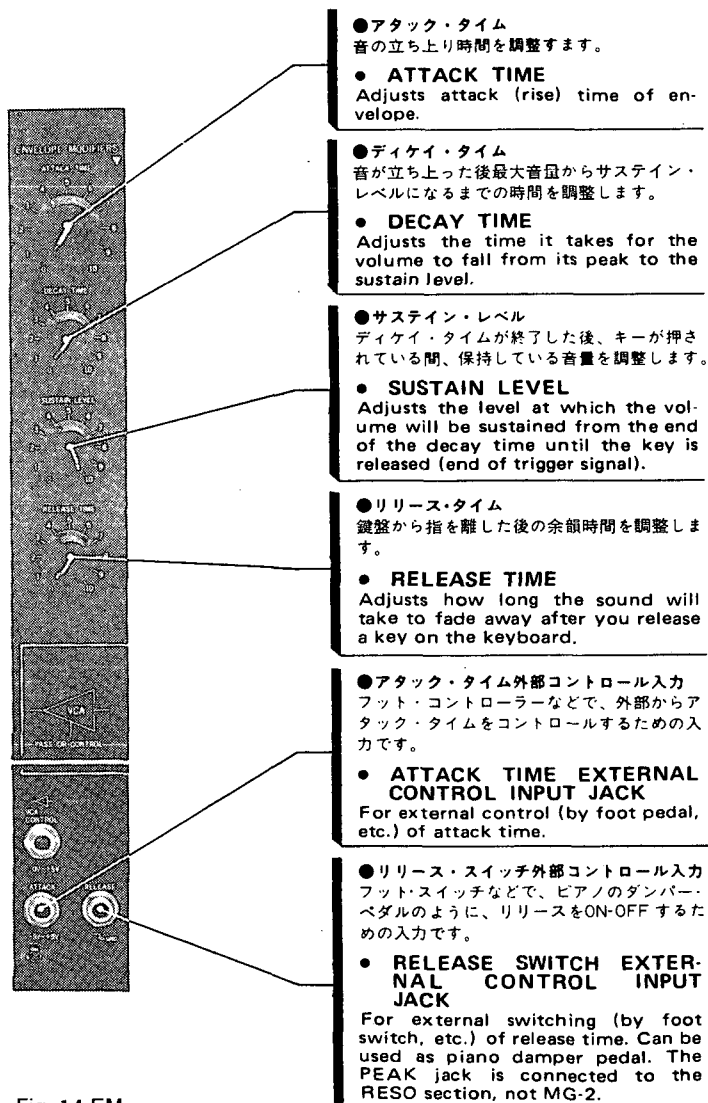 ●アタック・タイム
音の立ち上り時間を調整すます。
● ATTACK TIME
Adjusts attack (rise) time of en-
velope.
●ディケイ・タイム
音が立ち上った後最大音量からサステイン・
レベルになるまでの時間を調整します。
● DECAY TIME
Adjusts the time it takes for the
volume to fall from its peak to the
sustain level.
●サステイン・レベル
ディケイ・タイムが終了した後、キーが押さ
れている間、保持している音量を調整します。
● SUSTAIN LEVEL
Adjusts the level at which the vol-
ume will be sustained from the end
of the decay time until the key is
released (end of trigger signal).
●リリース・タイム
鍵盤から指を離した後の余韻時間を調整しま
す。
● RELEASE TIME
Adjusts how long the sound will
take to fade away after you release
a key on the keyboard.
●アタック・タイム外部コントロール入力
フット・コントローラーなどで、外部からア
タック・タイムをコントロールするための入
力です。
● ATTACK TIME EXTERNAL
CONTROL INPUT JACK
For external control (by foot pedal,
etc.) of attack time.
●リリース・スイッチ外部コントロール入力
フット・スイッチなどで、ピアノのダンパー・
ペダルのように、リリースをON-OFFするた
めの入力です。
● RELEASE SWITCH EXTER-
NAL CONTROL INPUT
JACK
For external switching (by foot
switch, etc.) of release time. Can be
used as piano damper pedal. The
PEAK jack is connected to the
RESO section, not MG-2.
ENVELOPE MODIFIERS
ATTACK TIME
DECAY TIME
SUSTAIN LEVEL
RELEASE TIME
VCA
VCA
CONTROL
ATTACK RELEASE